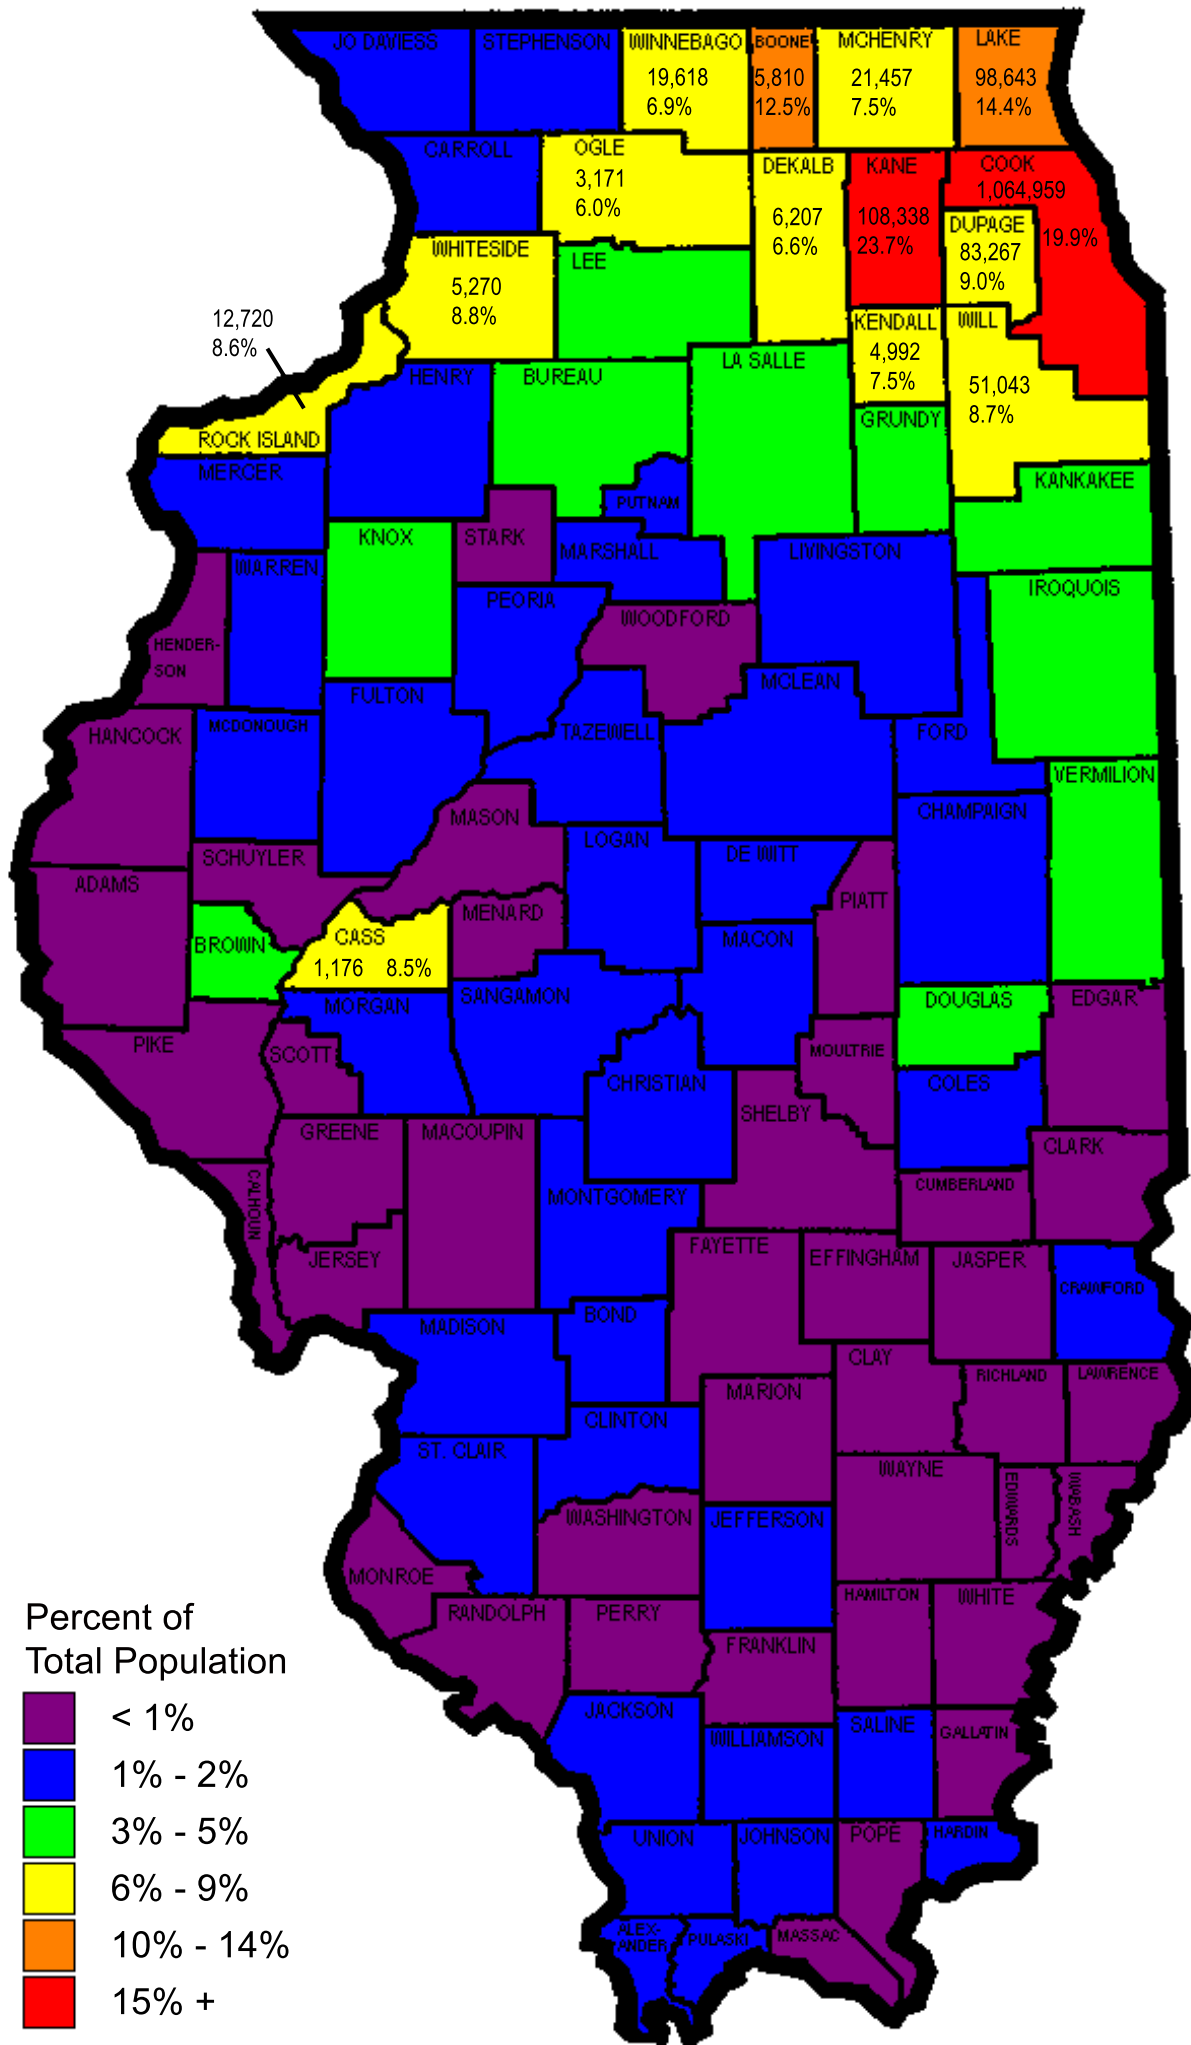 JO DAVIESS
STEPHENSON
WINNEBAGO
19,618
6.9%
BOONE
5,810
12.5%
MCHENRY
21,457
7.5%
LAKE
98,643
14.4%
CARROLL
OGLE
3,171
6.0%
DEKALB
6,207
6.6%
KANE
108,338
23.7%
COOK
1,064,959
19.9%
DUPAGE
83,267
9.0%
WHITESIDE
5,270
8.8%
LEE
12,720
8.6%
ROCK ISLAND
HENRY
BUREAU
LA SALLE
KENDALL
4,992
7.5%
WILL
51,043
8.7%
GRUNDY
MERCER
PUTNAM
KANKAKEE
KNOX
STARK
MARSHALL
LIVINGSTON
WARREN
PEORIA
IROQUOIS
HENDER-
SON
WOODFORD
FULTON
MCLEAN
HANCOCK
MCDONOUGH
TAZEWELL
FORD
VERMILION
MASON
CHAMPAIGN
SCHUYLER
LOGAN
DE WITT
ADAMS
PIATT
BROWN
CASS
1,176 8.5%
MENARD
MACON
MORGAN
SANGAMON
DOUGLAS
EDGAR
PIKE
SCOTT
MOULTRIE
CHRISTIAN
COLES
SHELBY
GREENE
MACOUPIN
CLARK
CALHOUN
MONTGOMERY
CUMBERLAND
JERSEY
FAYETTE
EFFINGHAM
JASPER
CRAWFORD
MADISON
BOND
CLAY
RICHLAND
LAWRENCE
MARION
CLINTON
ST. CLAIR
WAYNE
EDWARDS
WABASH
WASHINGTON
JEFFERSON
MONROE
RANDOLPH
PERRY
HAMILTON
WHITE
FRANKLIN
JACKSON
WILLIAMSON
SALINE
GALLATIN
UNION
JOHNSON
POPE
HARDIN
ALEX-
ANDER
PULASKI
MASSAC
Percent of
Total Population
< 1%
1% - 2%
3% - 5%
6% - 9%
10% - 14%
15% +